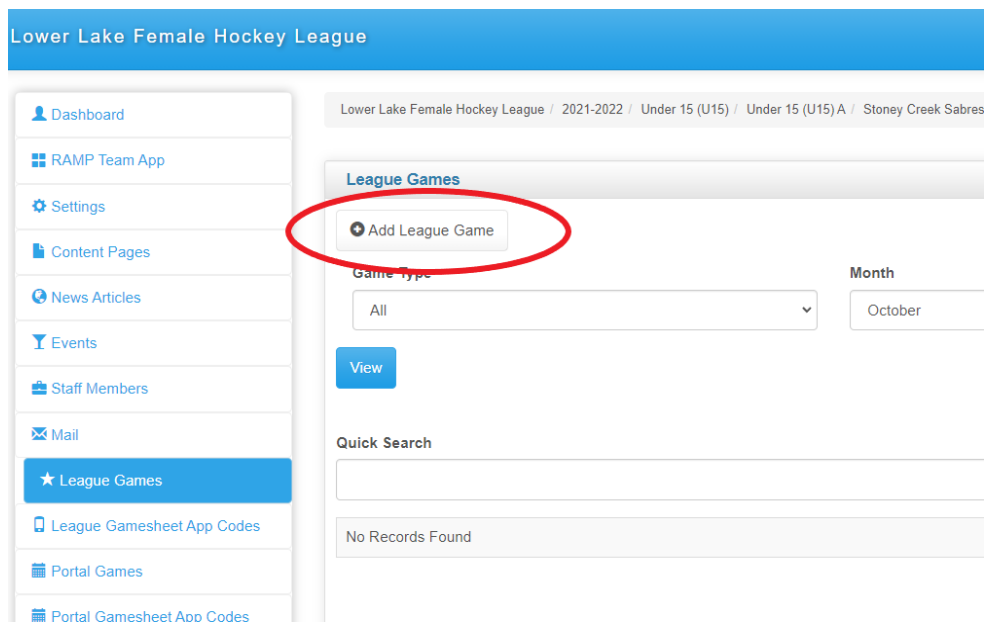 Lower Lake Female Hockey League
Dashboard
RAMP Team App
Settings
Content Pages
News Articles
Events
Staff Members
Mail
League Games
League Gamesheet App Codes
Portal Games
Portal Gamesheet App Codes
Lower Lake Female Hockey League / 2021-2022 / Under 15 (U15) / Under 15 (U15) A / Stoney Creek Sabres
League Games
Add League Game
Game Type
Month
All
October
View
Quick Search
No Records Found